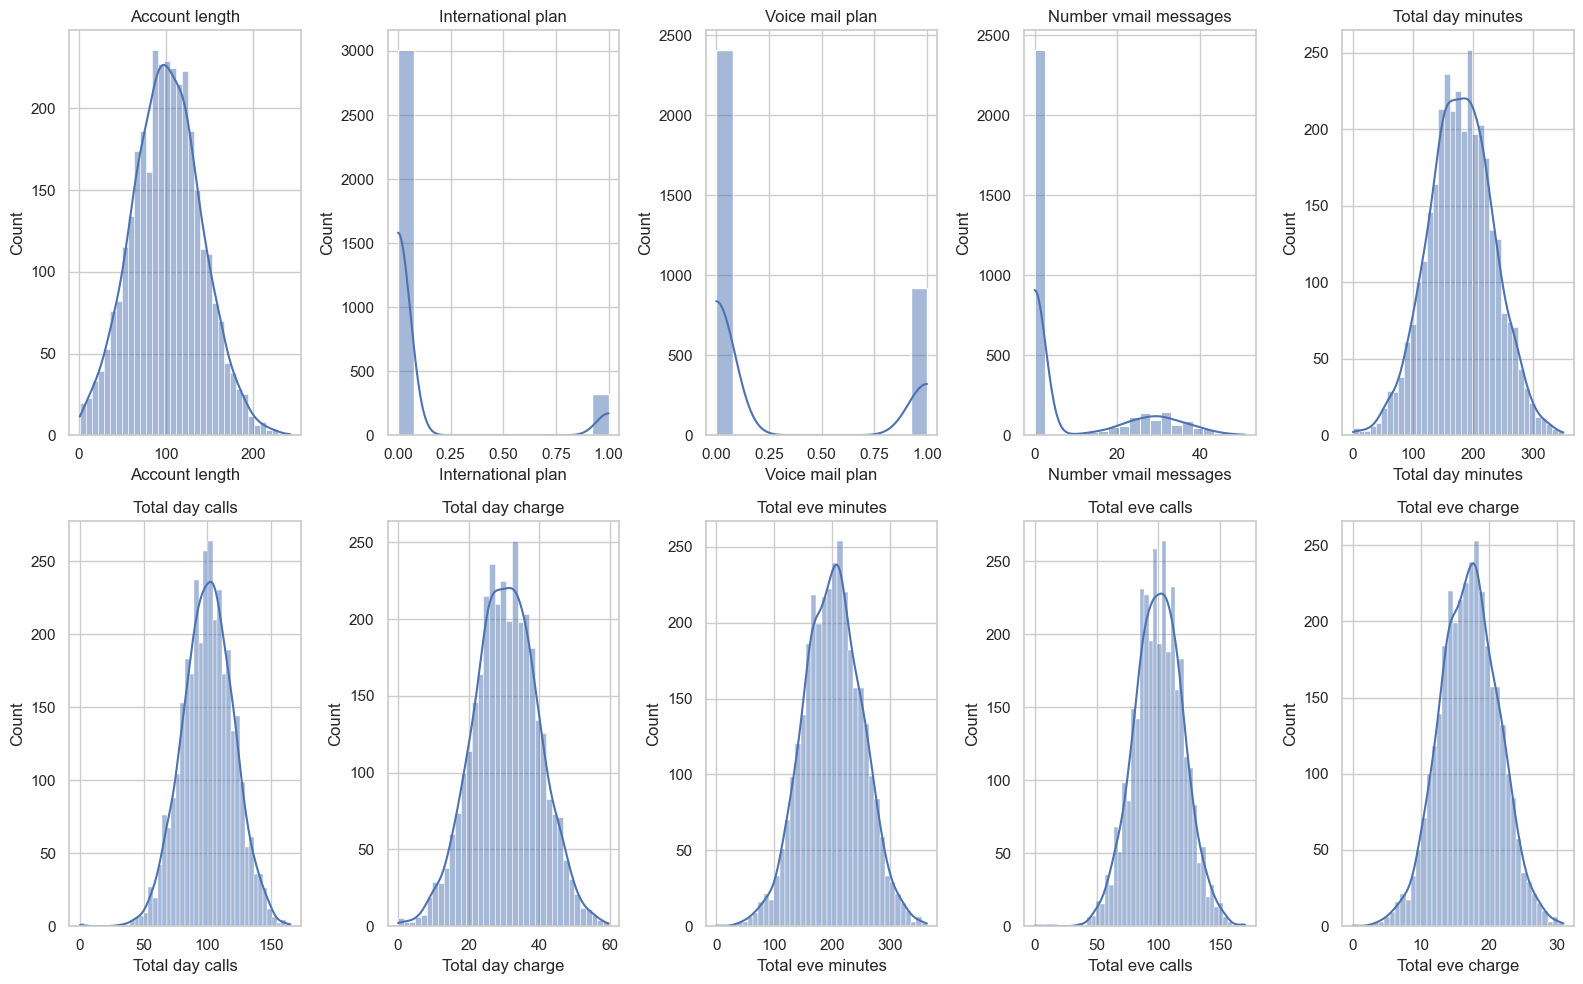 Account length
International plan
Voice mail plan
Number vmail messages
Total day minutes
Count
200
150
100
50
0
0 100 200
Account length
Count
3000
2500
2000
1500
1000
500
0
0.00 0.25 0.50 0.75 1.00
International plan
Count
2500
2000
1500
1000
500
0
0.00 0.25 0.50 0.75 1.00
Voice mail plan
Count
2500
2000
1500
1000
500
0
0 20 40
Number vmail messages
Count
250
200
150
100
50
0
0 100 200 300
Total day minutes
Total day calls
Total day charge
Total eve minutes
Total eve calls
Total eve charge
Count
250
200
150
100
50
0
0 50 100 150
Total day calls
Count
250
200
150
100
50
0
0 20 40 60
Total day charge
Count
250
200
150
100
50
0
0 100 200 300
Total eve minutes
Count
250
200
150
100
50
0
0 50 100 150
Total eve calls
Count
250
200
150
100
50
0
0 10 20 30
Total eve charge